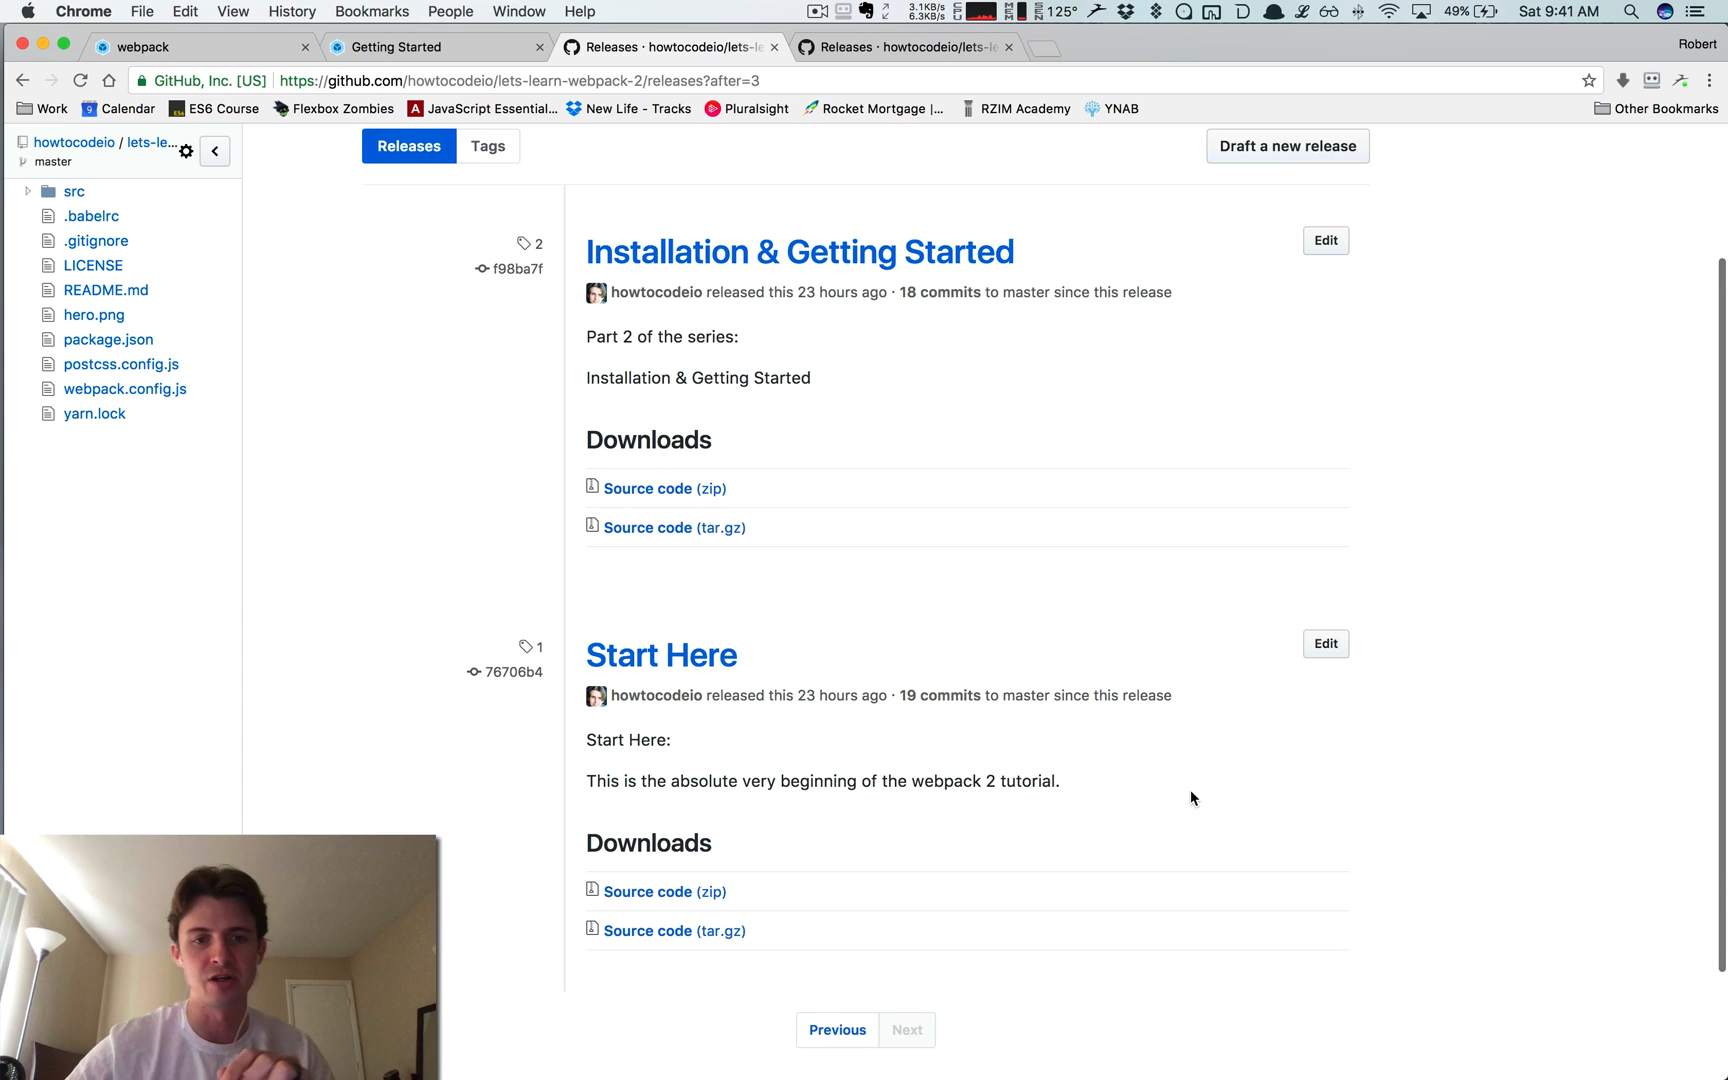 Chrome File Edit View History Bookmarks People Window Help 3.1KB/s 6.3KB/s CPU MEM SEN 125° 49% Sat 9:41 AM
webpack Getting Started Releases · howtocodeio/lets-le Releases · howtocodeio/lets-le Robert
GitHub, Inc. [US] https://github.com/howtocodeio/lets-learn-webpack-2/releases?after=3
Work 9 Calendar ES6 Course Flexbox Zombies A JavaScript Essential... New Life - Tracks Pluralsight Rocket Mortgage |... RZIM Academy YNAB Other Bookmarks
howtocodeio / lets-le...
master
src
.babelrc
.gitignore
LICENSE
README.md
hero.png
package.json
postcss.config.js
webpack.config.js
yarn.lock
Releases Tags Draft a new release
2
f98ba7f
Installation & Getting Started Edit
howtocodeio released this 23 hours ago · 18 commits to master since this release
Part 2 of the series:
Installation & Getting Started
Downloads
Source code (zip)
Source code (tar.gz)
1
76706b4
Start Here Edit
howtocodeio released this 23 hours ago · 19 commits to master since this release
Start Here:
This is the absolute very beginning of the webpack 2 tutorial.
Downloads
Source code (zip)
Source code (tar.gz)
Previous Next